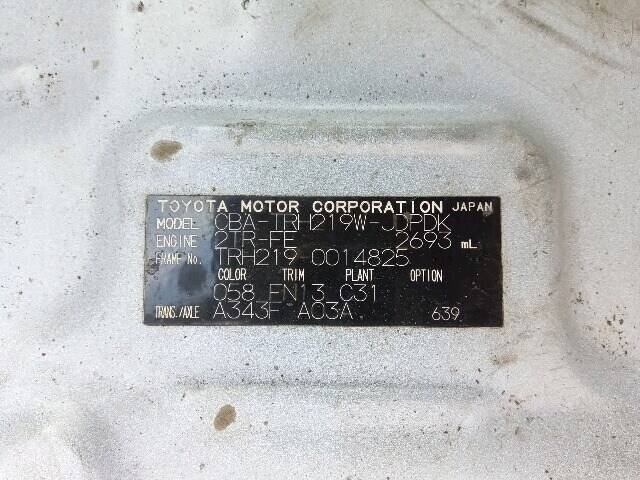 TOYOTA MOTOR CORPORATION JAPAN
MODEL CBA-TRH219W-JDPDK
ENGINE 2TR-FE 2693 mL
FRAME No. TRH219-0014825
COLOR TRIM PLANT OPTION
058 FN13 C31
TRANS./AXLE A343F A03A 639